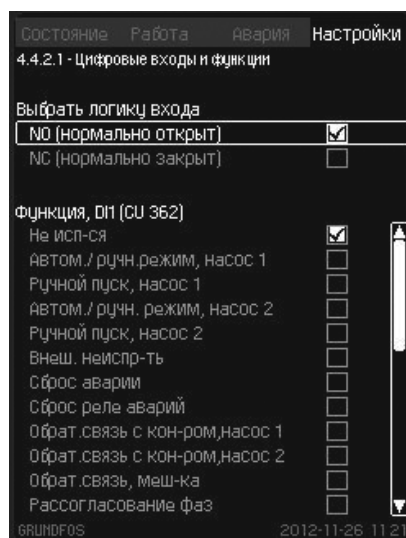 Состояние Работа Авария Настройки
4.4.2.1 - Цифровые входы и функции
Выбрать логику входа
NO (нормально открыт)
NC (нормально закрыт)
Функция, DI1 (CU 362)
Не исп-ся
Автом./ ручн.режим, насос 1
Ручной пуск, насос 1
Автом./ ручн. режим, насос 2
Ручной пуск, насос 2
Внеш. неиспр-ть
Сброс аварии
Сброс реле аварий
Обрат.связь с кон-ром,насос 1
Обрат.связь с кон-ром,насос 2
Обрат.связь, меш-ка
Рассогласование фаз
GRUNDFOS 2012-11-26 11:21